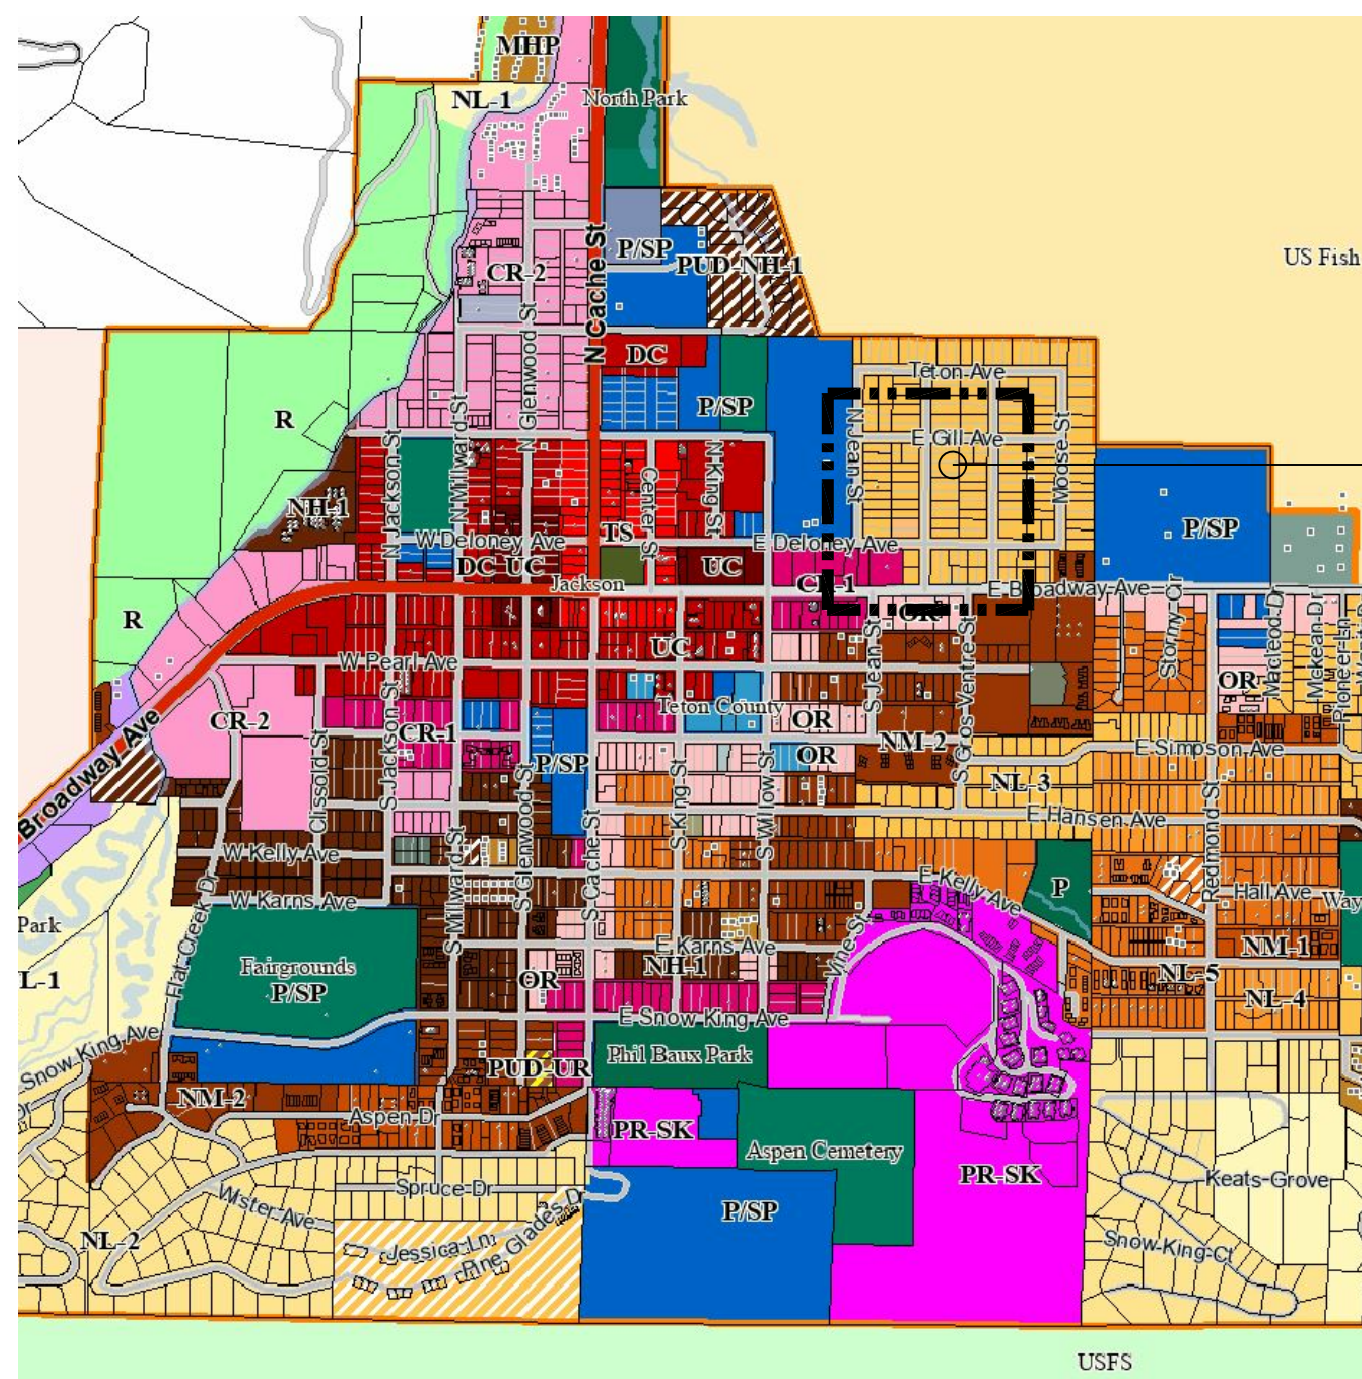 MHP
NL-1
North Park
N Cache St
P/SP
PUD-NH-1
US Fish
CR-2
N Glenwood St
DC
Teton Ave
P/SP
R
N Jean St
E Gill Ave
Moose St
N Jackson St
N Millward St
Center St
N King St
NH-1
P/SP
W Deloney Ave
TS
E Deloney Ave
DC
UC
UC
Jackson
CR-1
E Broadway Ave
OR
R
UC
W Pearl Ave
S Jean St
S Gros Ventre St
Stormy Cir
Macleod Dr
Mckean Dr
Pioneer Ln
OR
CR-2
S Jackson St
Teton County
OR
CR-1
NM-2
E Simpson Ave
Broadway Ave
Clissold St
P/SP
OR
NL-3
S Glenwood St
S Cache St
S King St
S Willow St
E Hansen Ave
Redmond St
W Kelly Ave
S Millward St
E Kelly Ave
P
Hall Ave
Way
W Karns Ave
Park
Flat Creek Dr
Vine St
E Karns Ave
NM-1
Fairgrounds
P/SP
NH-1
OR
NL-5
L-1
NL-4
E Snow King Ave
Snow King Ave
Phil Baux Park
PUD-UR
NM-2
Aspen Dr
PR-SK
Aspen Cemetery
PR-SK
Keats Grove
Spruce Dr
Wister Ave
P/SP
NL-2
Jessica Ln
Pine Glades D
Snow King Ct
USFS